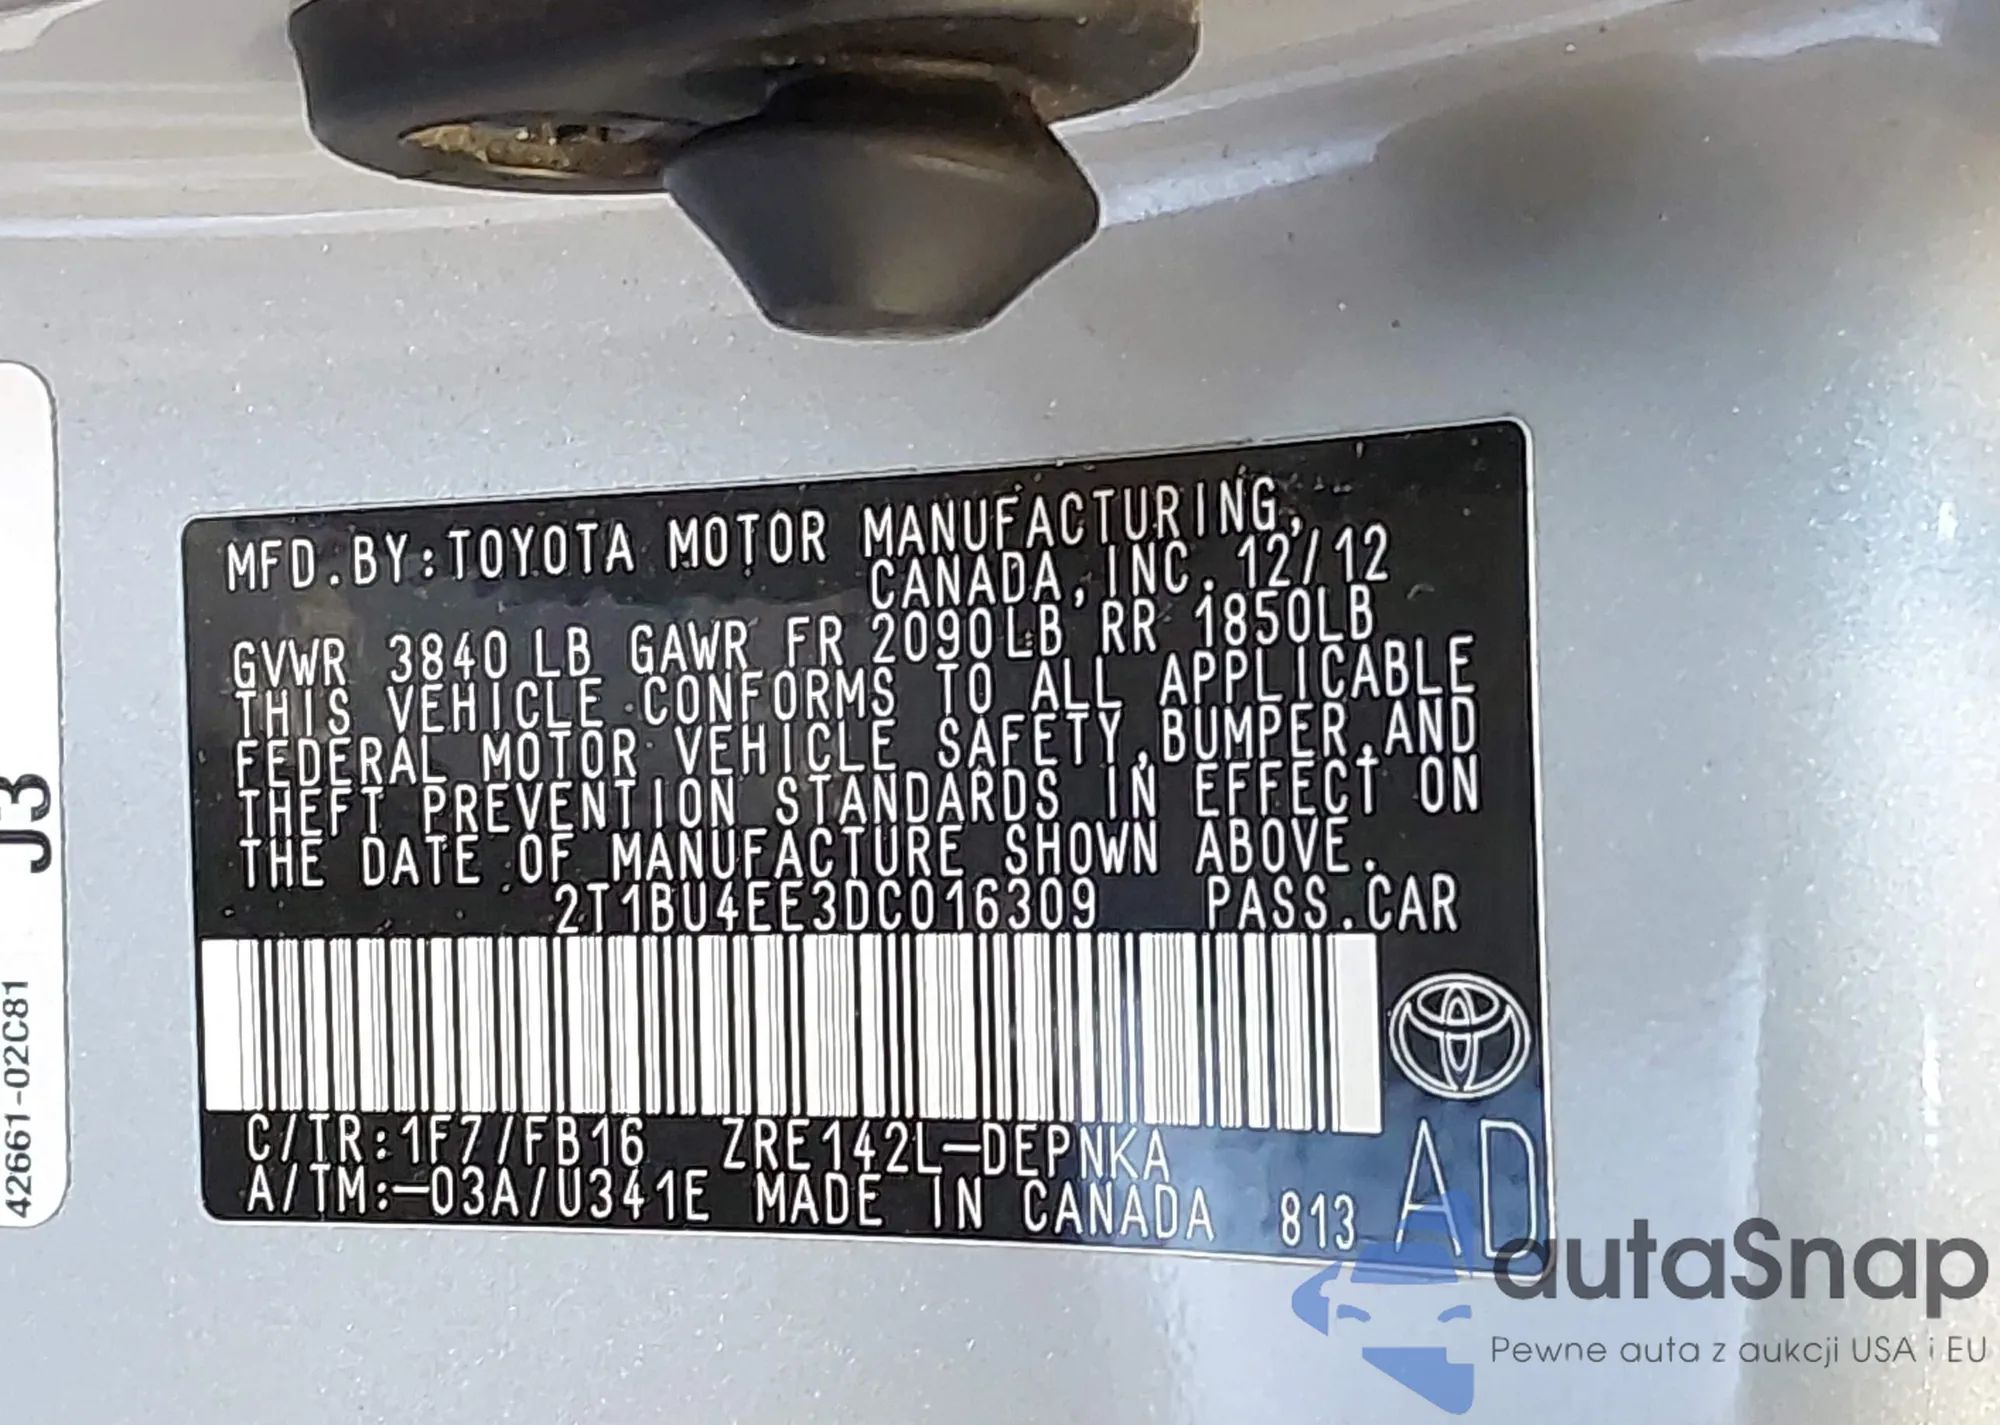 MFD.BY:TOYOTA MOTOR MANUFACTURING,
CANADA, INC. 12/12
GVWR 3840 LB GAWR FR 2090LB RR 1850LB
THIS VEHICLE CONFORMS TO ALL APPLICABLE
FEDERAL MOTOR VEHICLE SAFETY,BUMPER,AND
THEFT PREVENTION STANDARDS IN EFFECT ON
THE DATE OF MANUFACTURE SHOWN ABOVE.
2T1BU4EE3DC016309 PASS.CAR
C/TR:1F7/FB16 ZRE142L-DEPNKA
A/TM:-03A/U341E MADE IN CANADA 813 AD
J3
42661-02C81
autaSnap
Pewne auta z aukcji USA i EU